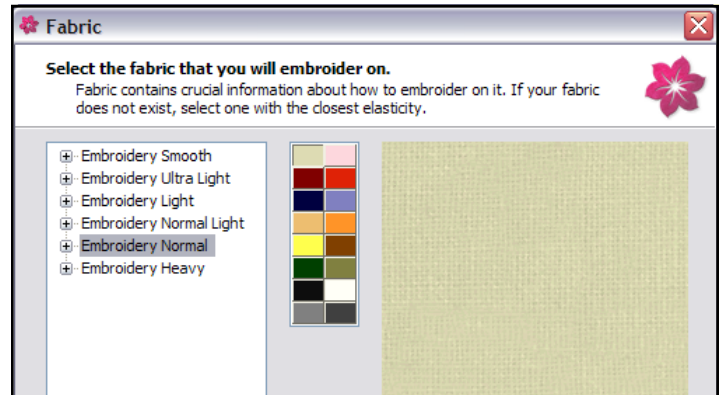 Fabric
Select the fabric that you will embroider on.
Fabric contains crucial information about how to embroider on it. If your fabric
does not exist, select one with the closest elasticity.
Embroidery Smooth
Embroidery Ultra Light
Embroidery Light
Embroidery Normal Light
Embroidery Normal
Embroidery Heavy